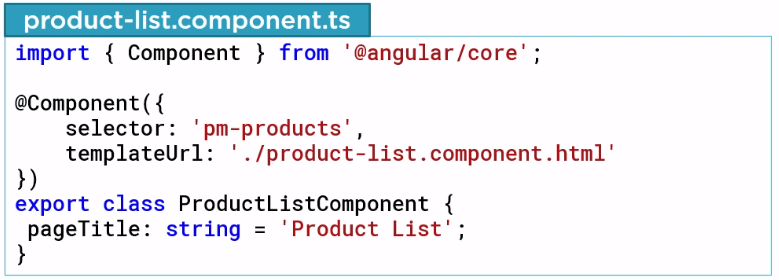 product-list.component.ts
import { Component } from '@angular/core';
@Component({
    selector: 'pm-products',
    templateUrl: './product-list.component.html'
})
export class ProductListComponent {
 pageTitle: string = 'Product List';
}